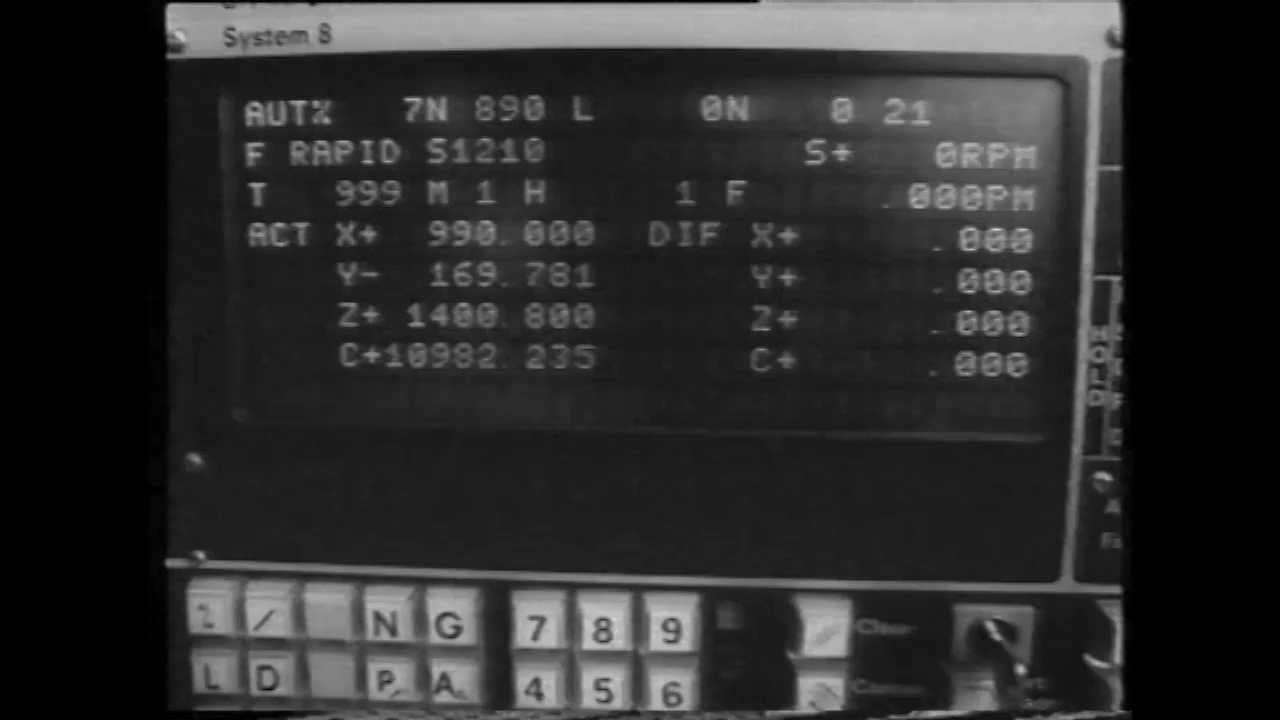 System 8
AUT% 7N 890 L 0N 0 21
F RAPID S1210 S+ 0RPM
T 999 M 1 H 1 F .000PM
ACT X+ 990.000 DIF X+ .000
Y- 169.781 Y+ .000
Z+ 1400.800 Z+ .000
C+10982.235 C+ .000
HOLD
% / N G 7 8 9 Clear
L D P A 4 5 6